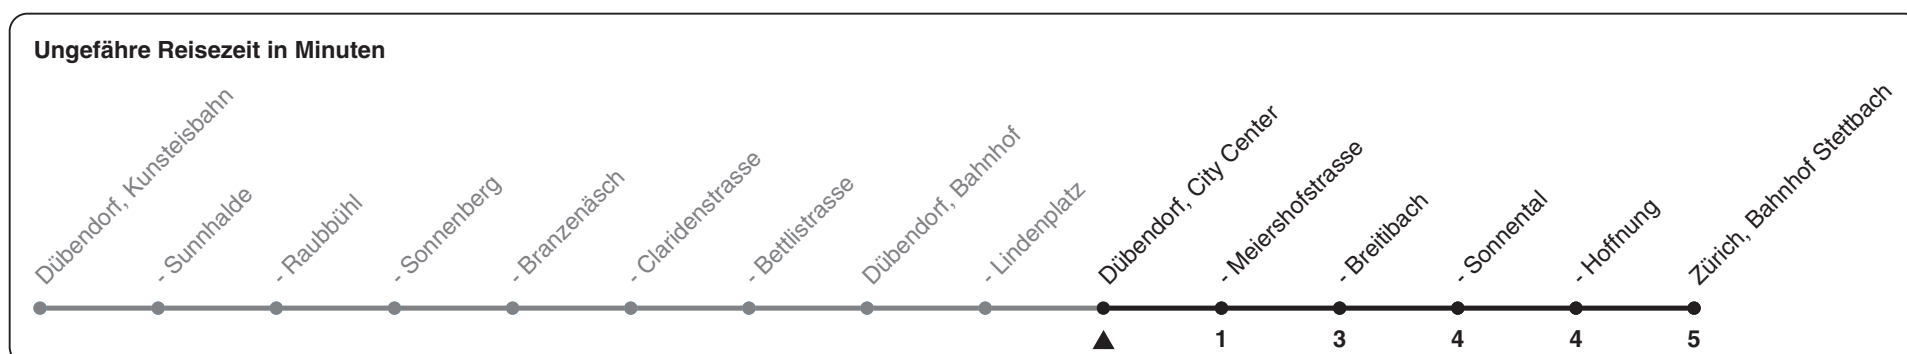 Ungefähre Reisezeit in Minuten
Dübendorf, Kunsteisbahn
- Sunnhalde
- Raubbühl
- Sonnenberg
- Branzenäsch
- Claridenstrasse
- Bettlistrasse
Dübendorf, Bahnhof
- Lindenplatz
Dübendorf, City Center
- Meiershofstrasse
- Breitibach
- Sonnental
- Hoffnung
Zürich, Bahnhof Stettbach
1 3 4 4 5